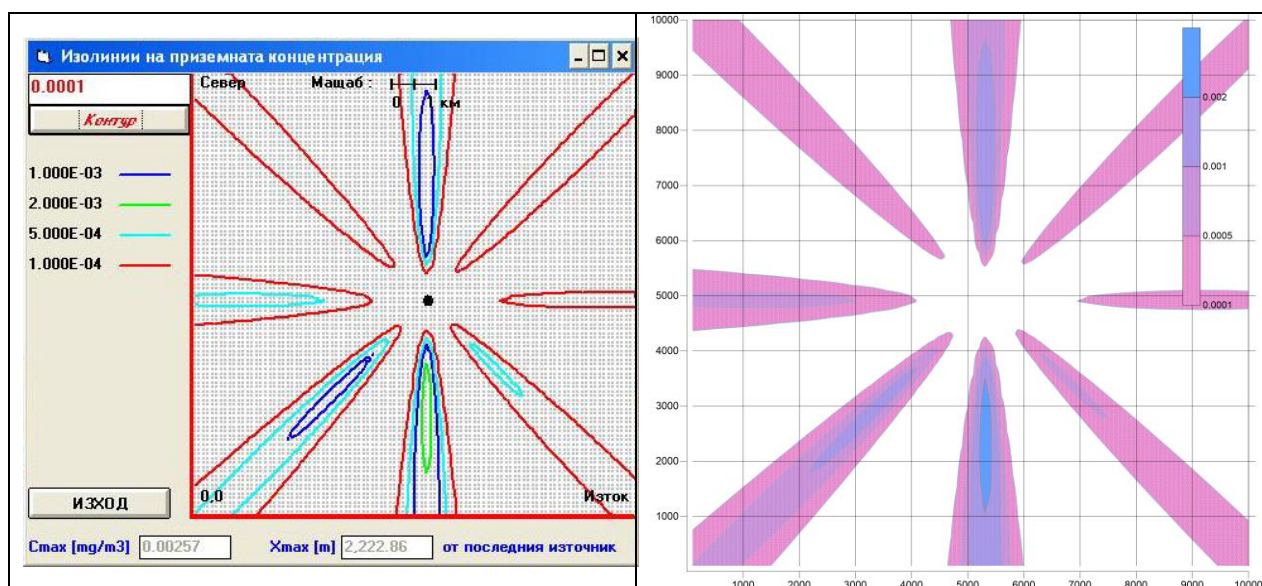 Изолинии на приземната концентрация
0.0001
Контур
1.000E-03
2.000E-03
5.000E-04
1.000E-04
Север Мащаб :
0 км
0,0
Изток
ИЗХОД
Cmax [mg/m3] 0.00257 Xmax [m] 2,222.86 от последния източник
10000
9000
8000
7000
6000
5000
4000
3000
2000
1000
1000 2000 3000 4000 5000 6000 7000 8000 9000 10000
0.002
0.001
0.0005
0.0001